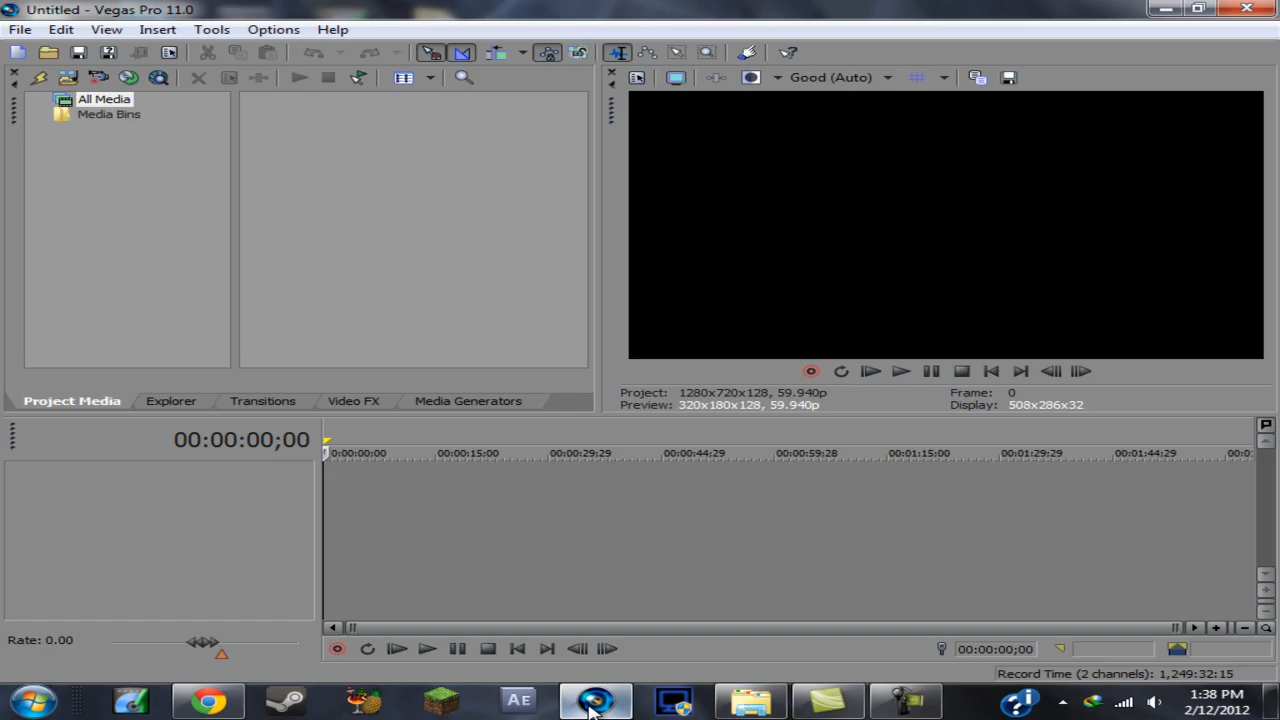 Untitled - Vegas Pro 11.0
File Edit View Insert Tools Options Help
Good (Auto)
All Media
Media Bins
Project Media Explorer Transitions Video FX Media Generators
Project: 1280x720x128, 59.940p Frame: 0
Preview: 320x180x128, 59.940p Display: 508x286x32
00:00:00;00
0:00:00;00 00:00:15;00 00:00:29;29 00:00:44;29 00:00:59;28 00:01:15;00 00:01:29;29 00:01:44;29
Rate: 0.00
00:00:00;00
Record Time (2 channels): 1,249:32:15
AE
1:38 PM
2/12/2012